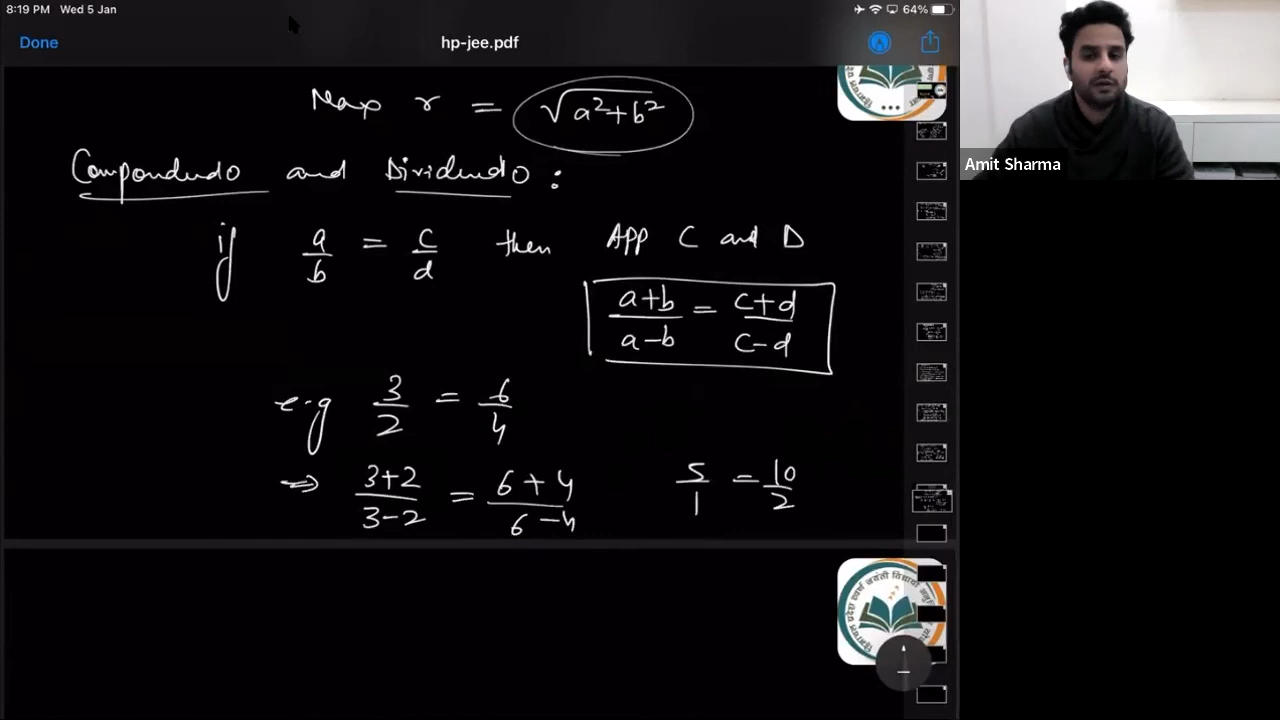 8:19 PM Wed 5 Jan
64%
Done
hp-jee.pdf
Max r = √a²+b²
Compondndo and Dividendo :
if a/b = c/d then APP C and D
a+b/a-b = c+d/c-d
e.g 3/2 = 6/4
⇒ 3+2/3-2 = 6+4/6-4 5/1 = 10/2
Amit Sharma